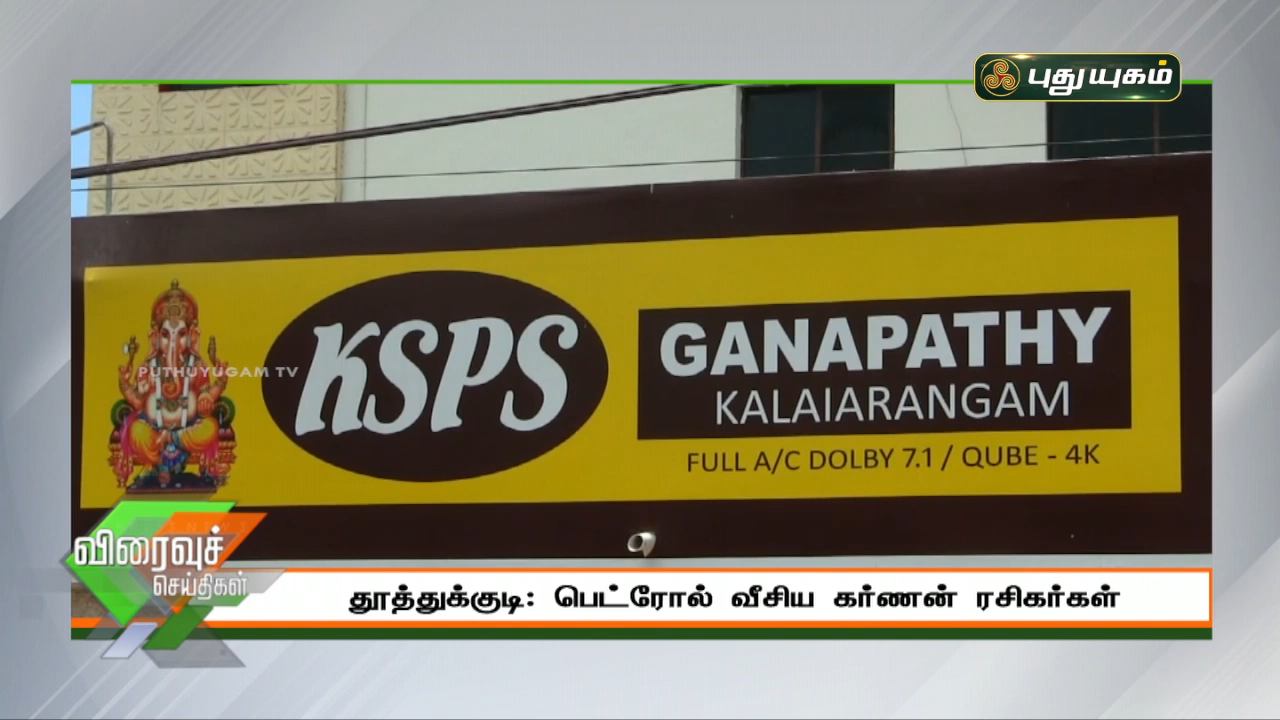 புதுயுகம்
PUTHUYUGAM TV
KSPS
GANAPATHY
KALAIARANGAM
FULL A/C DOLBY 7.1 / QUBE - 4K
விரைவுச்
செய்திகள்
தூத்துக்குடி: பெட்ரோல் வீசிய கர்ணன் ரசிகர்கள்